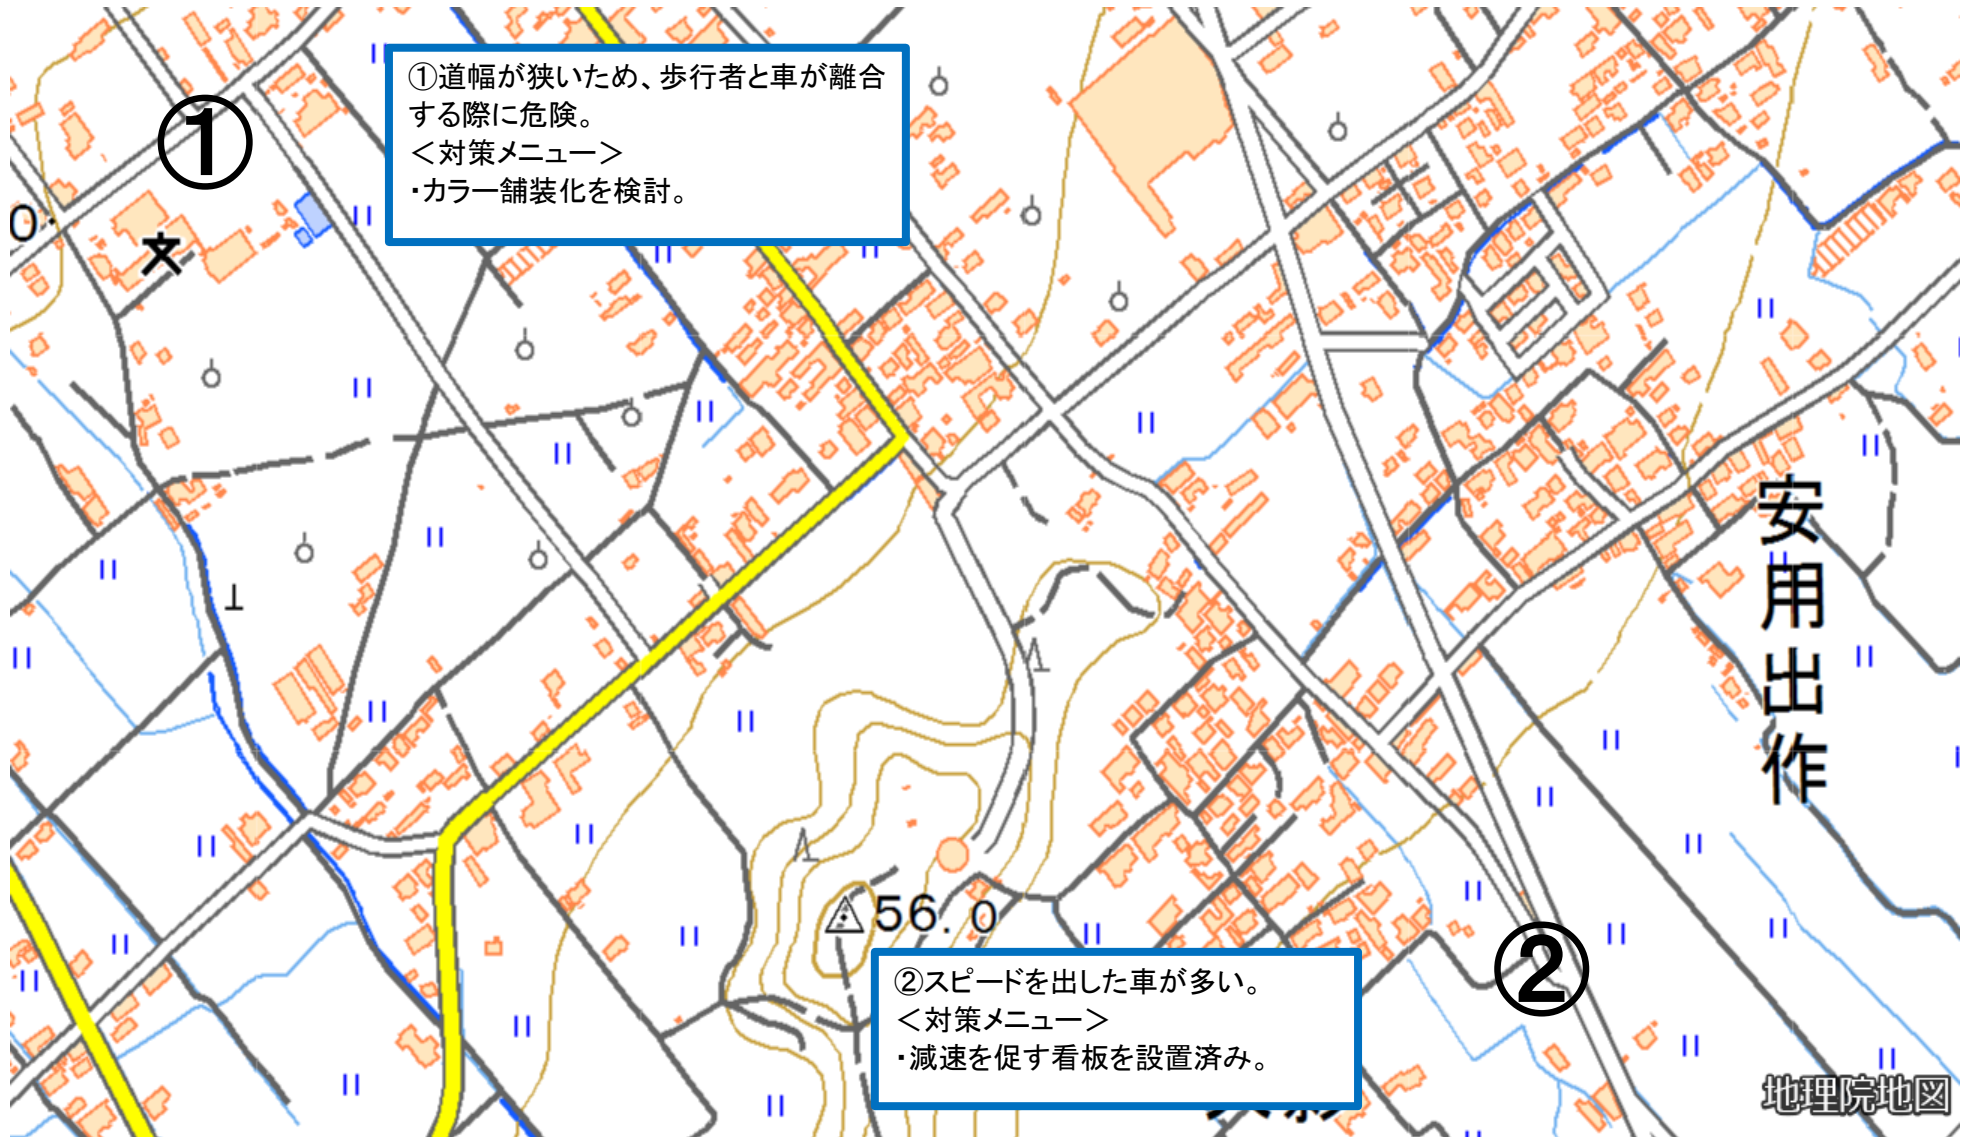 ①
①道幅が狭いため、歩行者と車が離合
する際に危険。
＜対策メニュー＞
・カラー舗装化を検討。
安用出作
56.0
②
②スピードを出した車が多い。
＜対策メニュー＞
・減速を促す看板を設置済み。
地理院地図